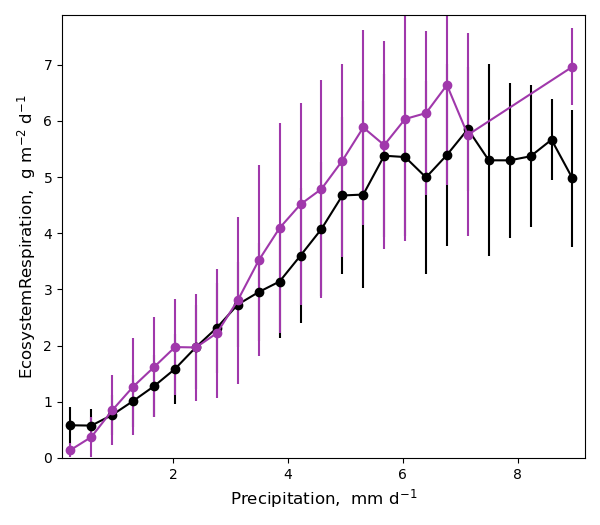 7
6
5
4
3
2
1
0
EcosystemRespiration,  g m⁻² d⁻¹
2 4 6 8
Precipitation,  mm d⁻¹